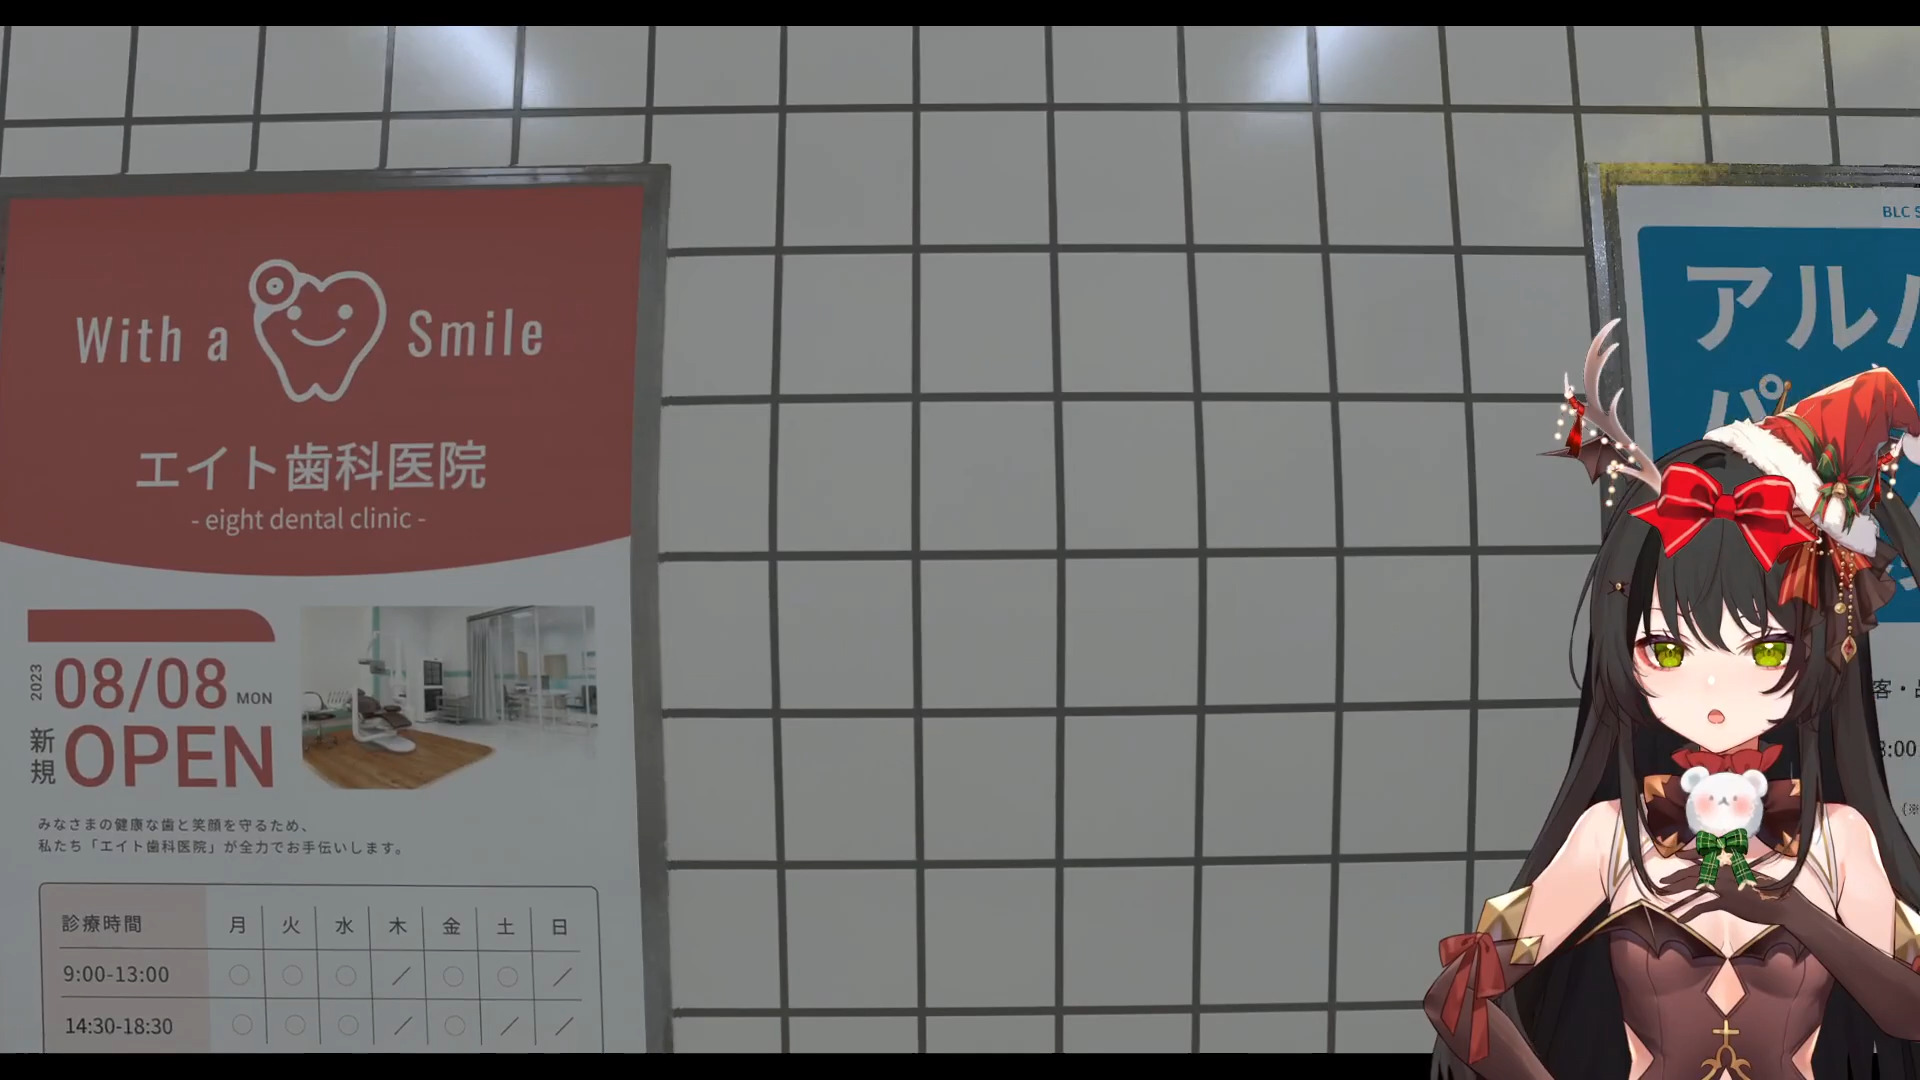 With a Smile
エイト歯科医院
- eight dental clinic -
2023
08/08 MON
新規
OPEN
みなさまの健康な歯と笑顔を守るため、
私たち「エイト歯科医院」が全力でお手伝いします。
診療時間 月 火 水 木 金 土 日
9:00-13:00 ○ ○ ○ / ○ ○ /
14:30-18:30 ○ ○ ○ / ○ / /
BLC
アル
パ
客・
:00
(※